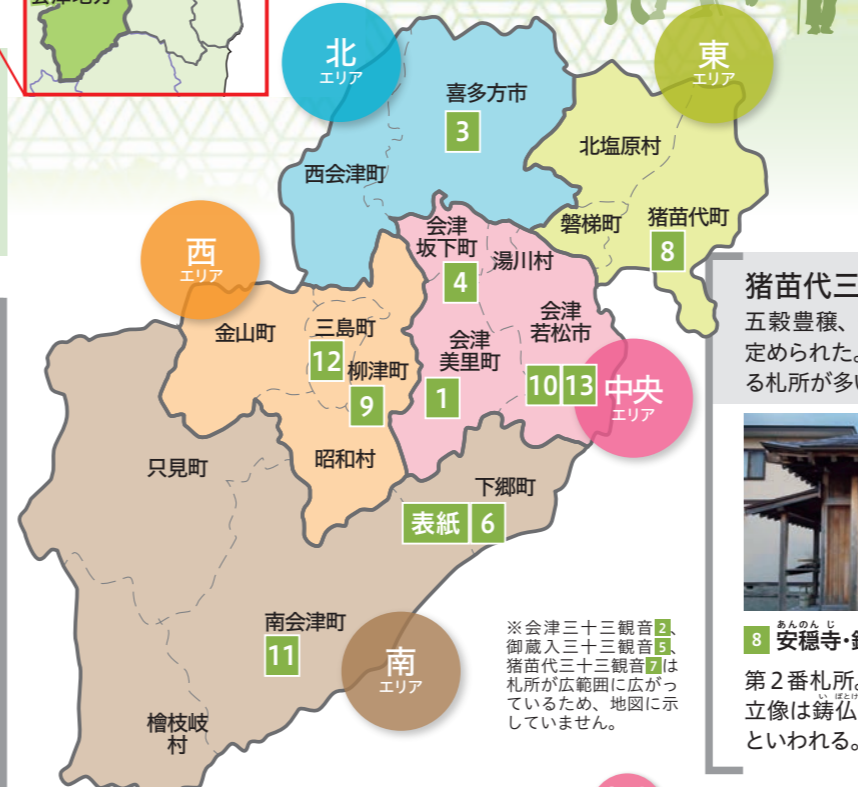 北
エリア
東
エリア
喜多方市
3
北塩原村
西会津町
磐梯町
猪苗代町
8
会津
坂下町
湯川村
4
西
エリア
金山町
三島町
12
柳津町
9
会津
美里町
1
会津
若松市
10 13
中央
エリア
昭和村
只見町
下郷町
表紙 6
南会津町
11
南
エリア
檜枝岐
村
※会津三十三観音2、
御蔵入三十三観音5、
猪苗代三十三観音7は
札所が広範囲に広がっ
ているため、地図に示
していません。
猪苗代三
五穀豊穣、
定められた。
る札所が多い
あんのんじ
8 安穏寺・
第2番札所。
いぼとけ
立像は鋳仏
といわれる。